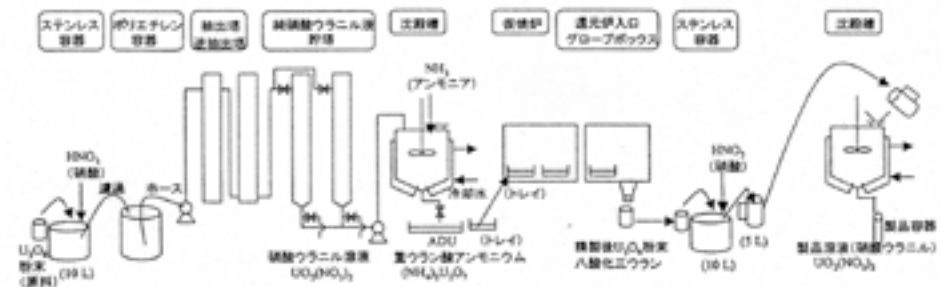 ステンレス
容器
ポリエチレン
容器
抽出塔
逆抽出塔
純硝酸ウラニル液
貯塔
沈殿槽
仮焼炉
還元炉入口
グローブボックス
ステンレス
容器
沈殿槽
NH₃
(アンモニア)
HNO₃
(硝酸)
濾過
ホース
冷却水
(トレイ)
HNO₃
(硝酸)
U₃O₈
粉末
(原料)
(10 L)
硝酸ウラニル溶液
UO₂(NO₃)₂
ADU
重ウラン酸アンモニウム
(NH₄)₂U₂O₇
(トレイ)
精製後U₃O₈粉末
八酸化三ウラン
(10 L)
(5 L)
製品容器
製品溶液(硝酸ウラニル)
UO₂(NO₃)₂